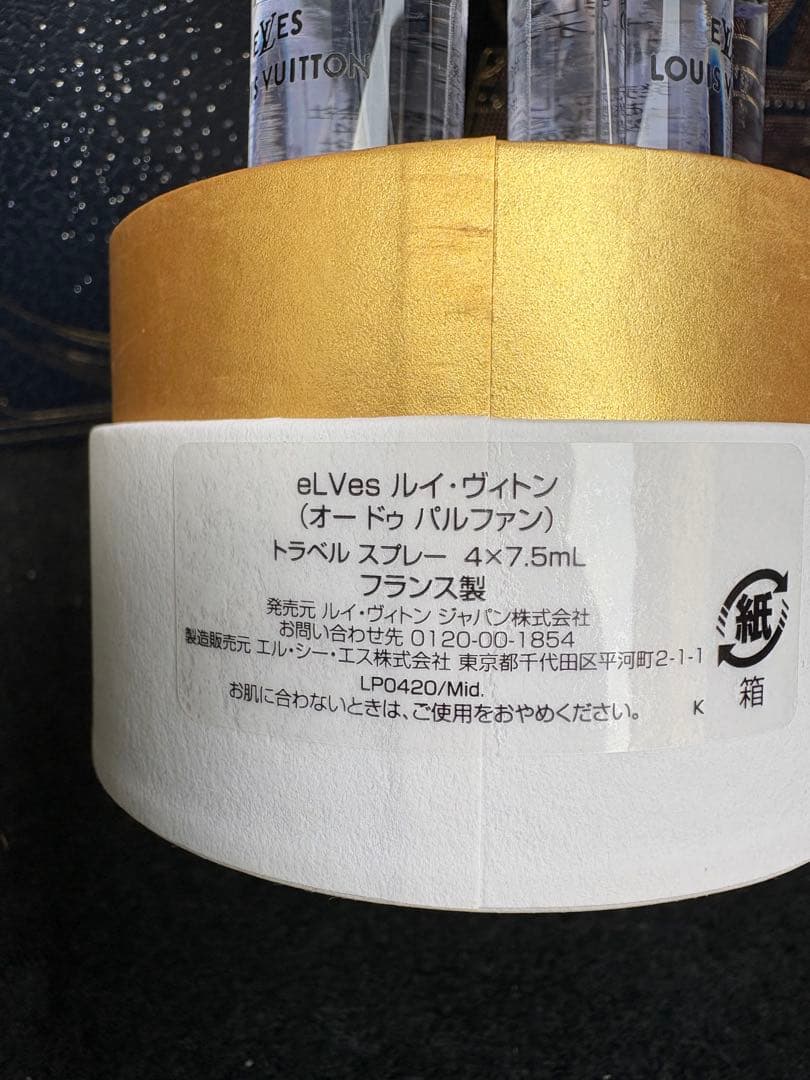 eLVES
S VUITTON
LOUIS V
eLVes ルイ・ヴィトン
(オー ドゥ パルファン)
トラベル スプレー 4×7.5mL
フランス製
発売元 ルイ・ヴィトン ジャパン株式会社
お問い合わせ先 0120-00-1854
製造販売元 エル・シー・エス株式会社 東京都千代田区平河町2-1-1
LP0420/Mid.
お肌に合わないときは、ご使用をおやめください。 K
紙
箱